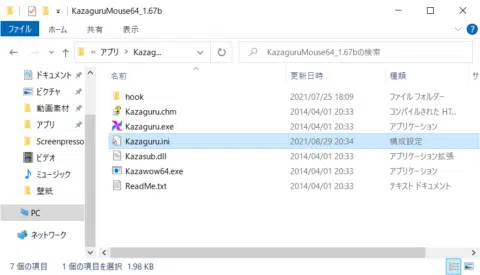 KazaguruMouse64_1.67b
ファイル ホーム 共有 表示
« アプリ › Kazag...
KazaguruMouse64_1.67bの検索
名前 更新日時 種類 サ
ドキュメント
ピクチャ
動画素材
アプリ
Screenpresso
ビデオ
ミュージック
壁紙
PC
ネットワーク
hook 2021/07/25 18:09 ファイル フォルダー
Kazaguru.chm 2014/04/01 20:33 コンパイルされた HT...
Kazaguru.exe 2014/04/01 20:33 アプリケーション
Kazaguru.ini 2021/08/29 20:34 構成設定
Kazasub.dll 2014/04/01 20:33 アプリケーション拡張
Kazawow64.exe 2014/04/01 20:33 アプリケーション
ReadMe.txt 2014/04/01 20:33 テキスト ドキュメント
7 個の項目 1 個の項目を選択 1.98 KB